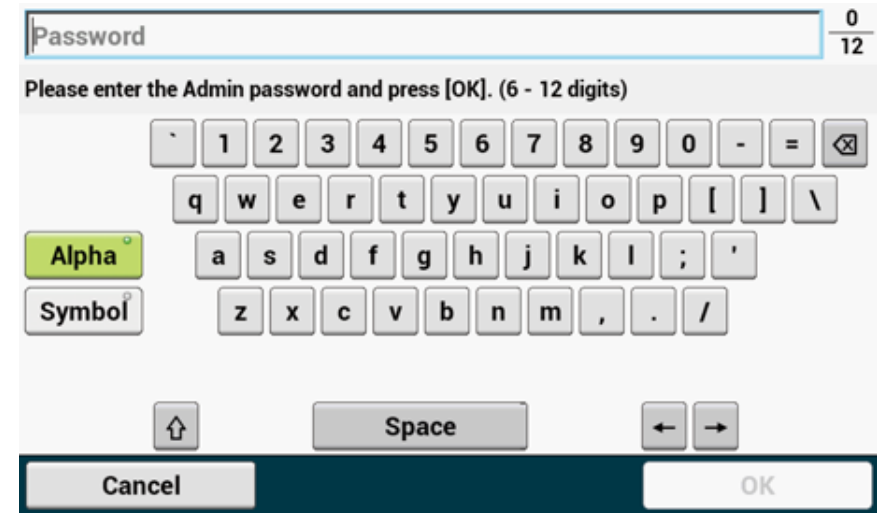 Password
0
12
Please enter the Admin password and press [OK]. (6 - 12 digits)
` 1 2 3 4 5 6 7 8 9 0 - =
q w e r t y u i o p [ ] \
Alpha a s d f g h j k l ; '
Symbol z x c v b n m , . /
Space ← →
Cancel OK